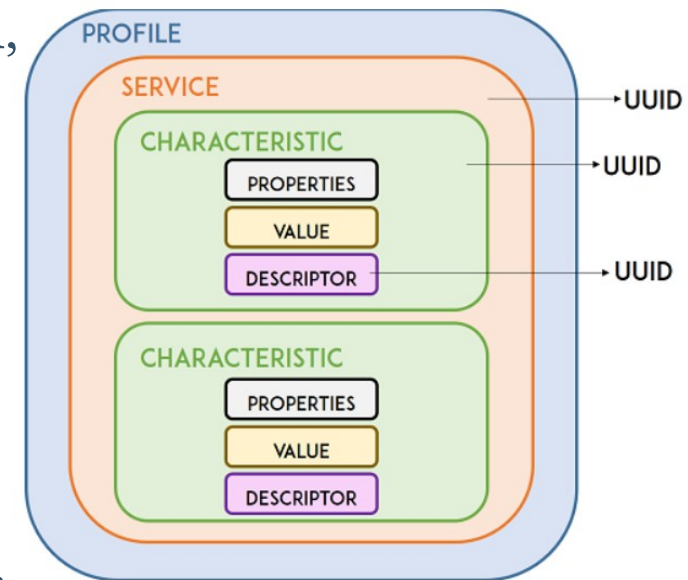 PROFILE
SERVICE
UUID
CHARACTERISTIC
UUID
PROPERTIES
VALUE
DESCRIPTOR
UUID
CHARACTERISTIC
PROPERTIES
VALUE
DESCRIPTOR